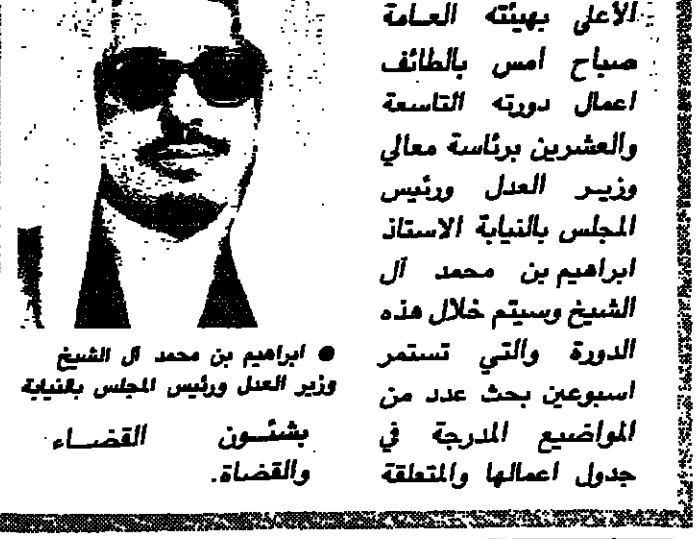 الأعلى بهيئته العامة
صباح امس بالطائف
اعمال دورته التاسعة
والعشرين برئاسة معالي
وزير العدل ورئيس
المجلس بالنيابة الاستاذ
ابراهيم بن محمد آل
الشيخ وسيتم خلال هذه
الدورة والتي تستمر
اسبوعين بحث عدد من
المواضيع المدرجة في
جدول اعمالها والمتعلقة
● ابراهيم بن محمد آل الشيخ
وزير العدل ورئيس المجلس بالنيابة
بشئون القضاء
والقضاة.